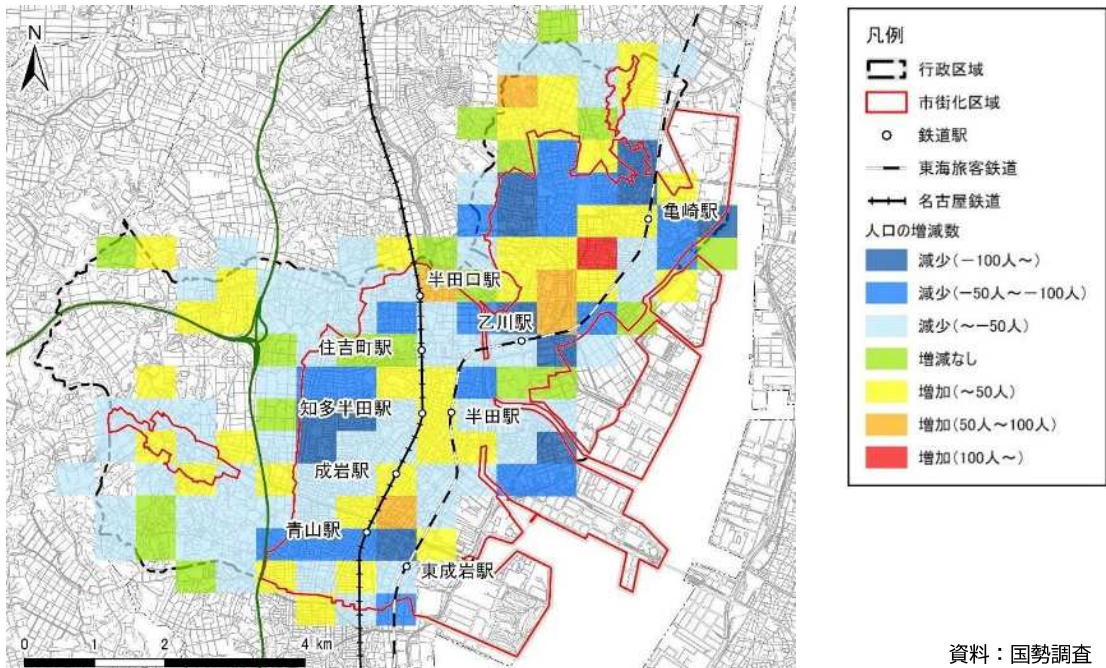 N
亀崎駅
半田口駅
乙川駅
住吉町駅
知多半田駅
半田駅
成岩駅
青山駅
東成岩駅
0 1 2 4 km
凡例
行政区域
市街化区域
鉄道駅
東海旅客鉄道
名古屋鉄道
人口の増減数
減少(-100人~)
減少(-50人~-100人)
減少(~-50人)
増減なし
増加(~50人)
増加(50人~100人)
増加(100人~)
資料:国勢調査